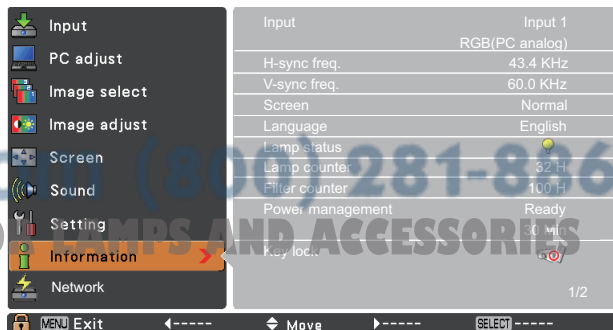 Input
PC adjust
Image select
Image adjust
Screen
Sound
Setting
Information
Network
Input Input 1
RGB(PC analog)
H-sync freq. 43.4 KHz
V-sync freq. 60.0 KHz
Screen Normal
Language English
Lamp status
Lamp counter 32 H
Filter counter 100 H
Power management Ready
30 Min
Key lock
1/2
(800) 281-886
LAMPS AND ACCESSORIES
MENU Exit ----- Move ----- SELECT -----